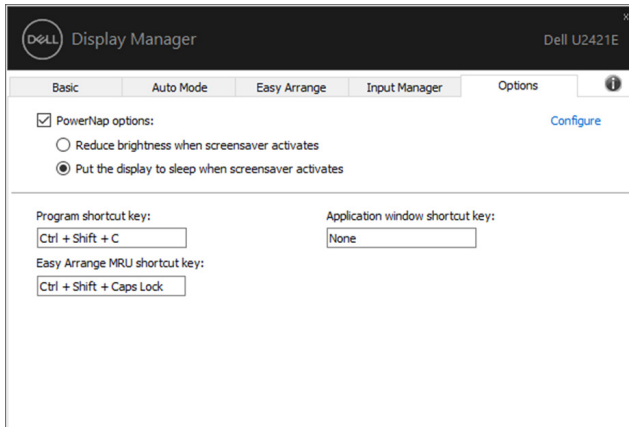 DELL Display Manager
Dell U2421E
x
Basic Auto Mode Easy Arrange Input Manager Options i
PowerNap options:
Configure
Reduce brightness when screensaver activates
Put the display to sleep when screensaver activates
Program shortcut key:
Application window shortcut key:
Ctrl + Shift + C
None
Easy Arrange MRU shortcut key:
Ctrl + Shift + Caps Lock